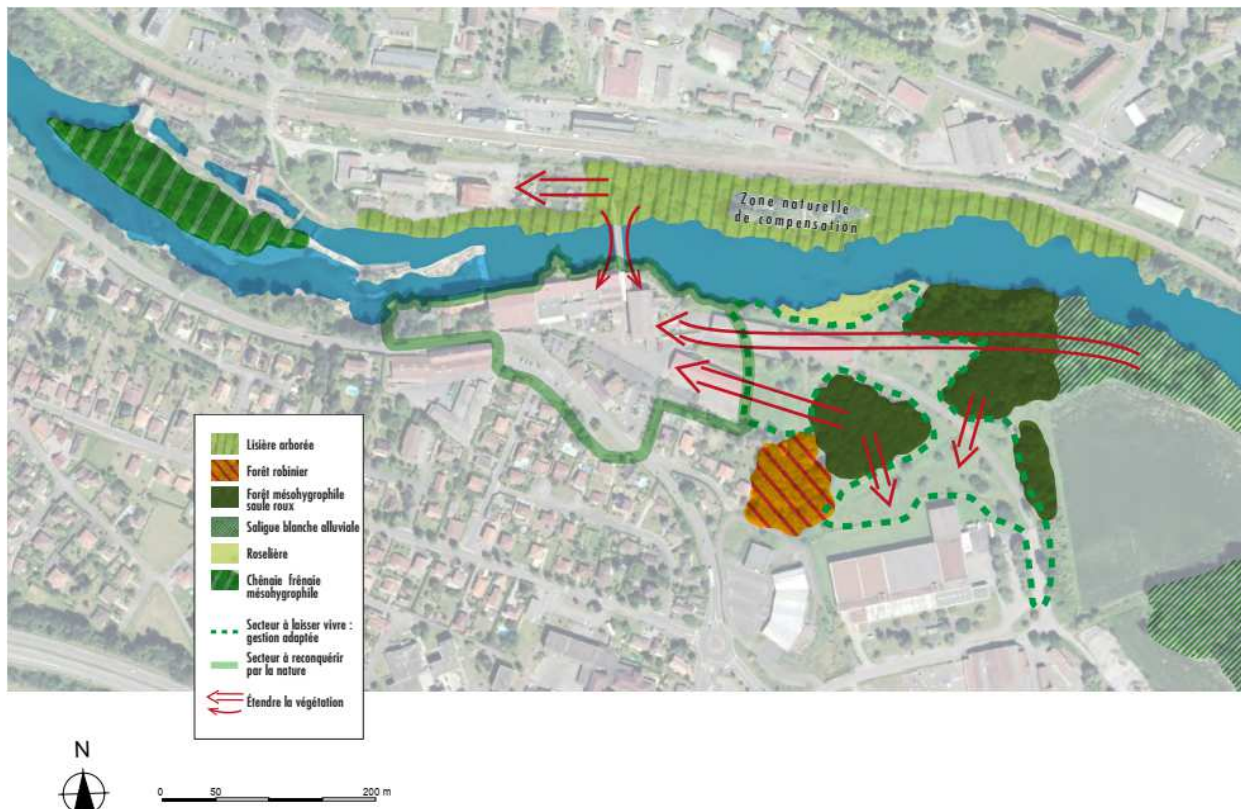 Zone naturelle
de compensation
Lisière arborée
Forêt robinier
Forêt mésohygrophile
saule roux
Saligue blanche alluviale
Roselière
Chênaie frênaie
mésohygrophile
Secteur à laisser vivre :
gestion adaptée
Secteur à reconquérir
par la nature
Étendre la végétation
N
0 50 200 m